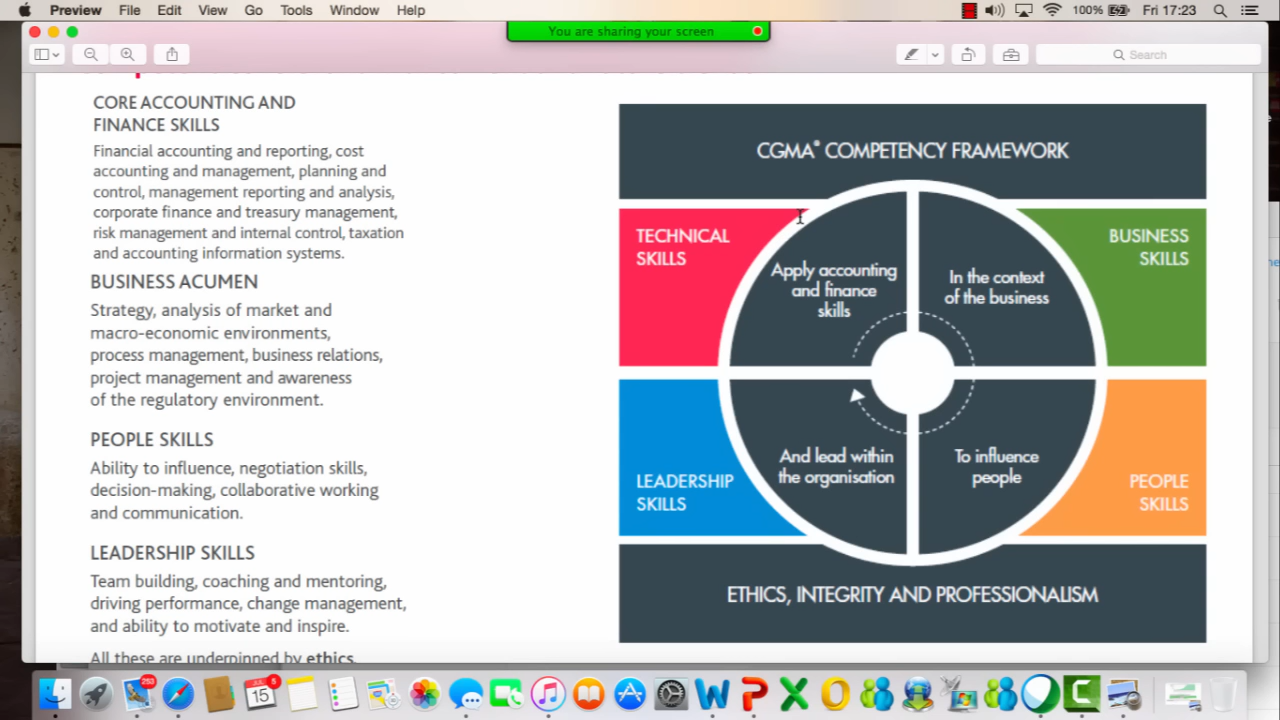 Preview File Edit View Go Tools Window Help 100% Fri 17:23
You are sharing your screen
Search
CORE ACCOUNTING AND
FINANCE SKILLS
Financial accounting and reporting, cost
accounting and management, planning and
control, management reporting and analysis,
corporate finance and treasury management,
risk management and internal control, taxation
and accounting information systems.
BUSINESS ACUMEN
Strategy, analysis of market and
macro-economic environments,
process management, business relations,
project management and awareness
of the regulatory environment.
PEOPLE SKILLS
Ability to influence, negotiation skills,
decision-making, collaborative working
and communication.
LEADERSHIP SKILLS
Team building, coaching and mentoring,
driving performance, change management,
and ability to motivate and inspire.
All these are underpinned by ethics,
CGMA® COMPETENCY FRAMEWORK
TECHNICAL
SKILLS
Apply accounting
and finance
skills
In the context
of the business
BUSINESS
SKILLS
LEADERSHIP
SKILLS
And lead within
the organisation
To influence
people
PEOPLE
SKILLS
ETHICS, INTEGRITY AND PROFESSIONALISM
253
15
5